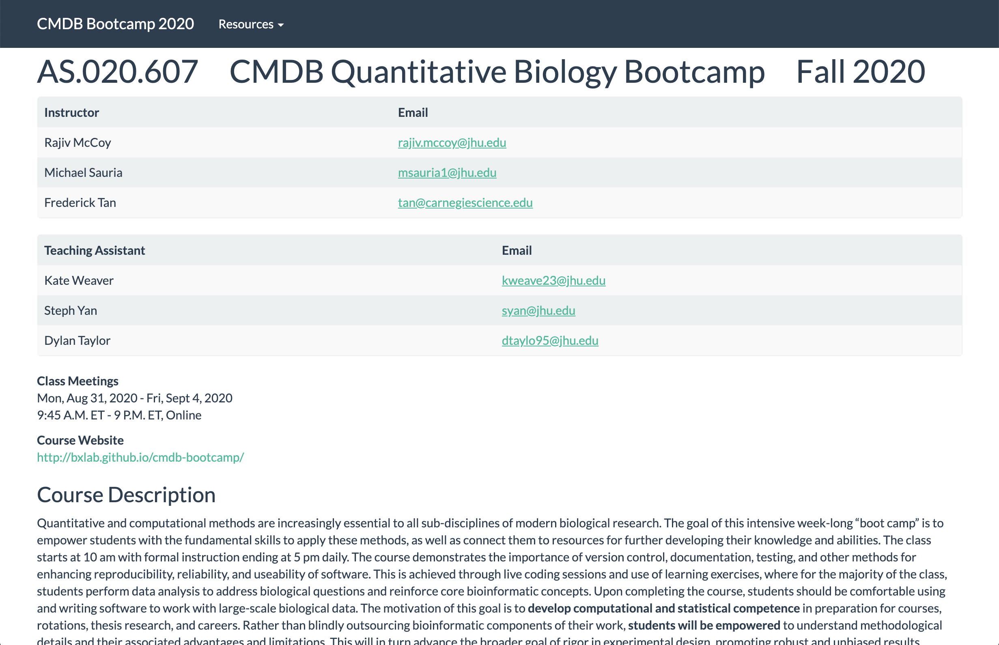 CMDB Bootcamp 2020 Resources
AS.020.607 CMDB Quantitative Biology Bootcamp Fall 2020
Instructor Email
Rajiv McCoy rajiv.mccoy@jhu.edu
Michael Sauria msauria1@jhu.edu
Frederick Tan tan@carnegiescience.edu
Teaching Assistant Email
Kate Weaver kweave23@jhu.edu
Steph Yan syan@jhu.edu
Dylan Taylor dtaylo95@jhu.edu
Class Meetings
Mon, Aug 31, 2020 - Fri, Sept 4, 2020
9:45 A.M. ET - 9 P.M. ET, Online
Course Website
http://bxlab.github.io/cmdb-bootcamp/
Course Description
Quantitative and computational methods are increasingly essential to all sub-disciplines of modern biological research. The goal of this intensive week-long “boot camp” is to
empower students with the fundamental skills to apply these methods, as well as connect them to resources for further developing their knowledge and abilities. The class
starts at 10 am with formal instruction ending at 5 pm daily. The course demonstrates the importance of version control, documentation, testing, and other methods for
enhancing reproducibility, reliability, and useability of software. This is achieved through live coding sessions and use of learning exercises, where for the majority of the class,
students perform data analysis to address biological questions and reinforce core bioinformatic concepts. Upon completing the course, students should be comfortable using
and writing software to work with large-scale biological data. The motivation of this goal is to develop computational and statistical competence in preparation for courses,
rotations, thesis research, and careers. Rather than blindly outsourcing bioinformatic components of their work, students will be empowered to understand methodological
details and their associated advantages and limitations. This will in turn advance the broader goal of rigor in experimental design, promoting robust and unbiased results.